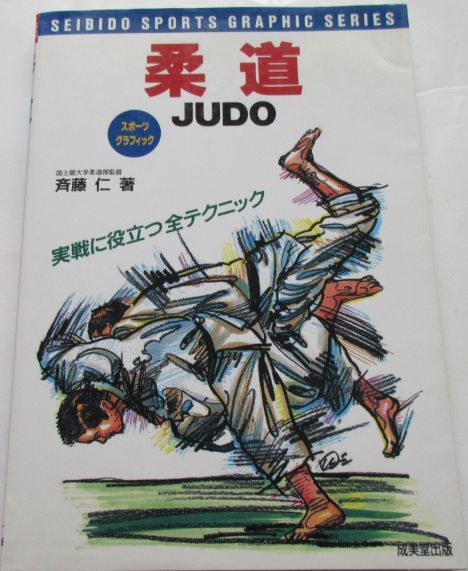 SEIBIDO SPORTS GRAPHIC SERIES
柔道
JUDO
スポーツ
グラフィック
国士舘大学柔道部監督
斉藤 仁 著
実戦に役立つ全テクニック
成美堂出版